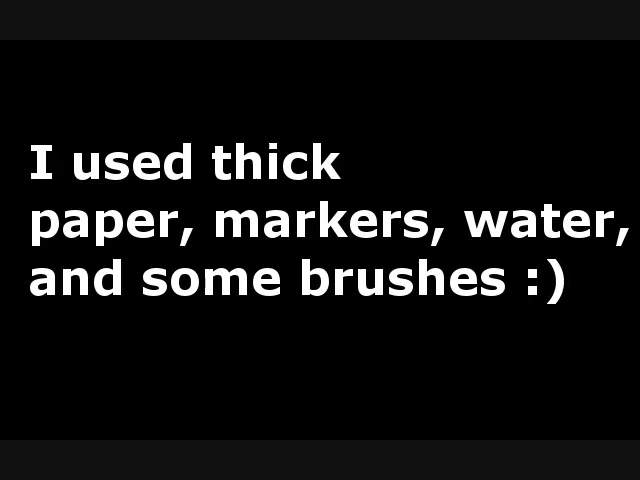 I used thick
paper, markers, water,
and some brushes :)